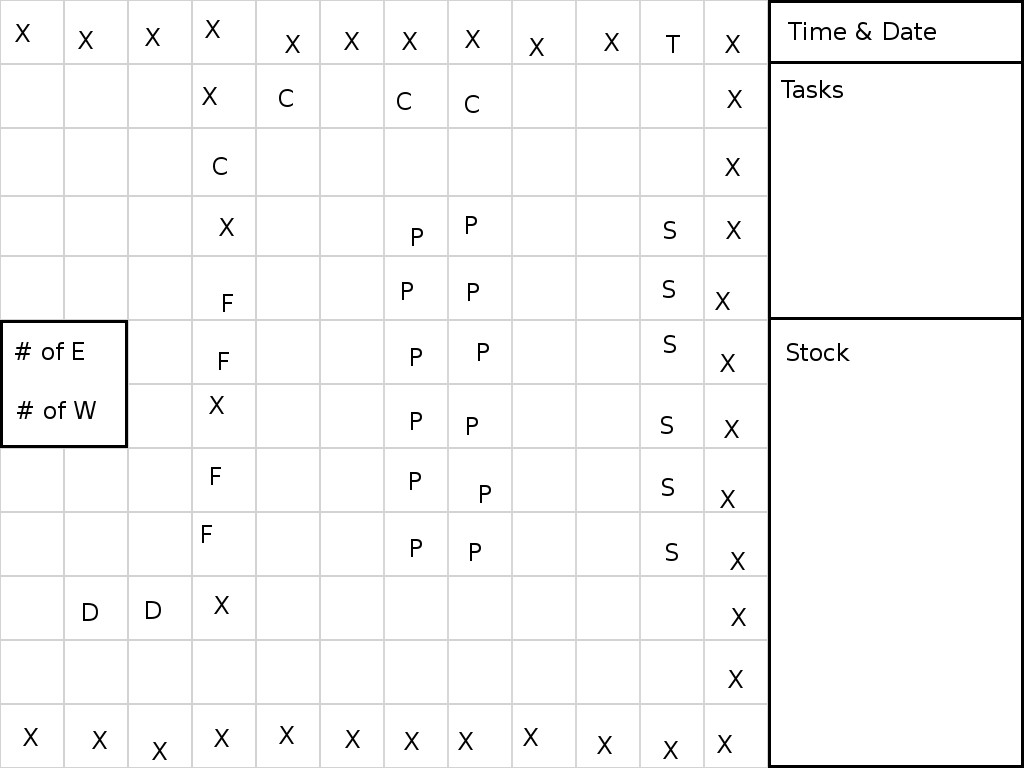 X X X X X X X X X X T X
Time & Date
X C C C X
Tasks
C X
X P P S X
F P P S X
# of E
F P P S X
Stock
# of W
X P P S X
F P P S X
F P P S X
D D X X
X
X X X X X X X X X X X X